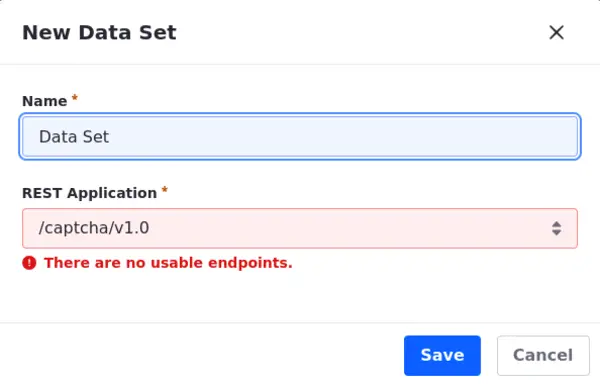 New Data Set
Name *
Data Set
REST Application *
/captcha/v1.0
There are no usable endpoints.
Save Cancel